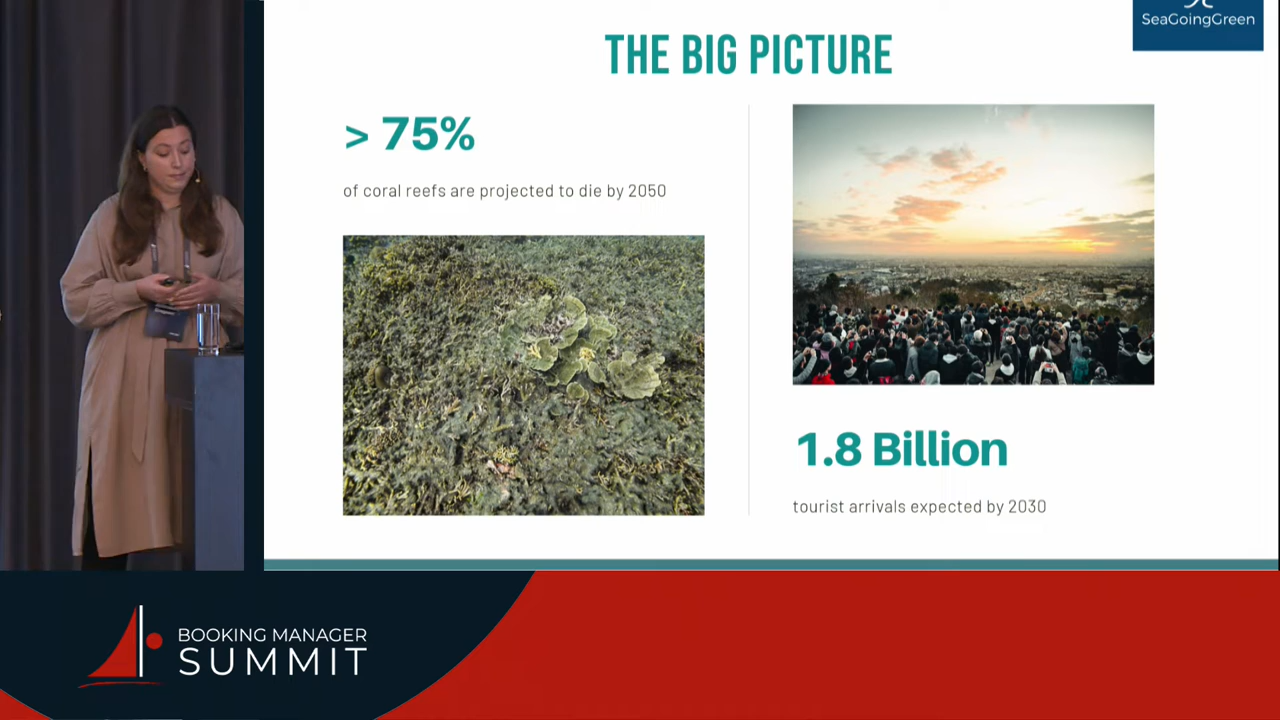 SeaGoingGreen
THE BIG PICTURE
> 75%
of coral reefs are projected to die by 2050
1.8 Billion
tourist arrivals expected by 2030
BOOKING MANAGER
SUMMIT